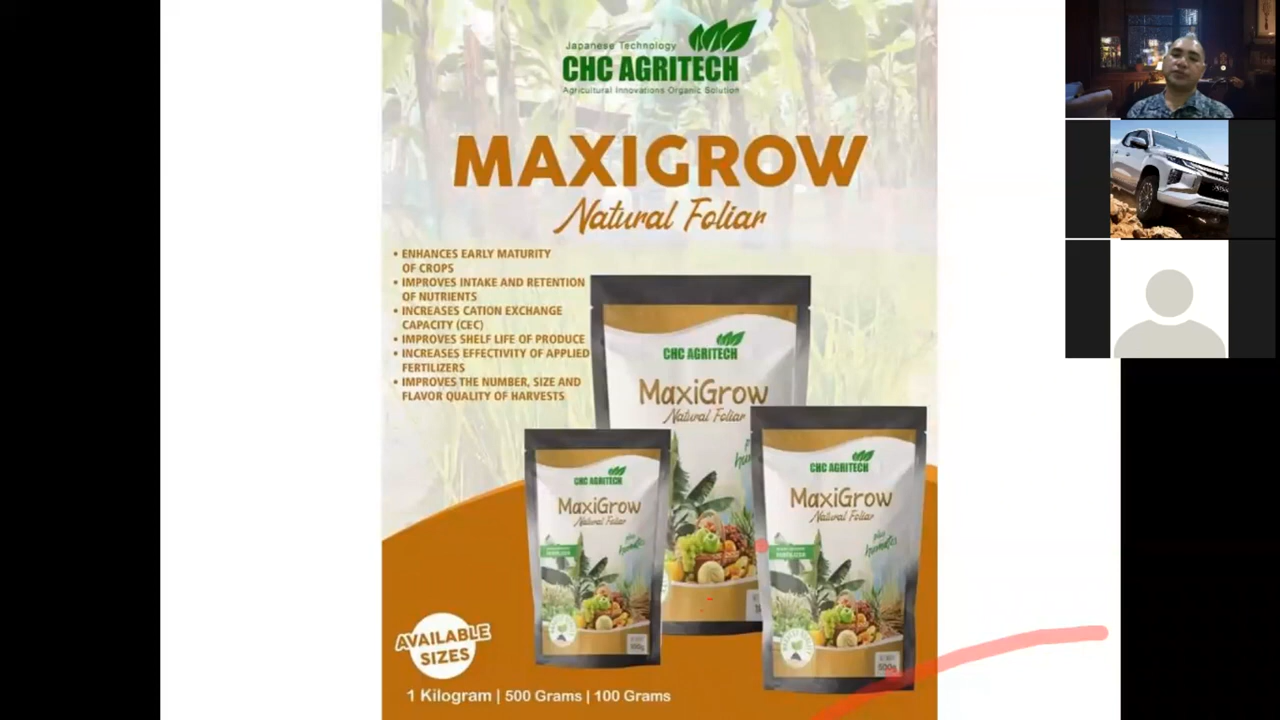 Japanese Technology
CHC AGRITECH
Agricultural Innovations Organic Solution
MAXIGROW
Natural Foliar
• ENHANCES EARLY MATURITY
OF CROPS
• IMPROVES INTAKE AND RETENTION
OF NUTRIENTS
• INCREASES CATION EXCHANGE
CAPACITY (CEC)
• IMPROVES SHELF LIFE OF PRODUCE
• INCREASES EFFECTIVITY OF APPLIED
FERTILIZERS
• IMPROVES THE NUMBER, SIZE AND
FLAVOR QUALITY OF HARVESTS
CHC AGRITECH
MaxiGrow
Natural Foliar
CHC AGRITECH
MaxiGrow
Natural Foliar
CHC AGRITECH
MaxiGrow
Natural Foliar
plus
humates
500g
AVAILABLE
SIZES
1 Kilogram | 500 Grams | 100 Grams